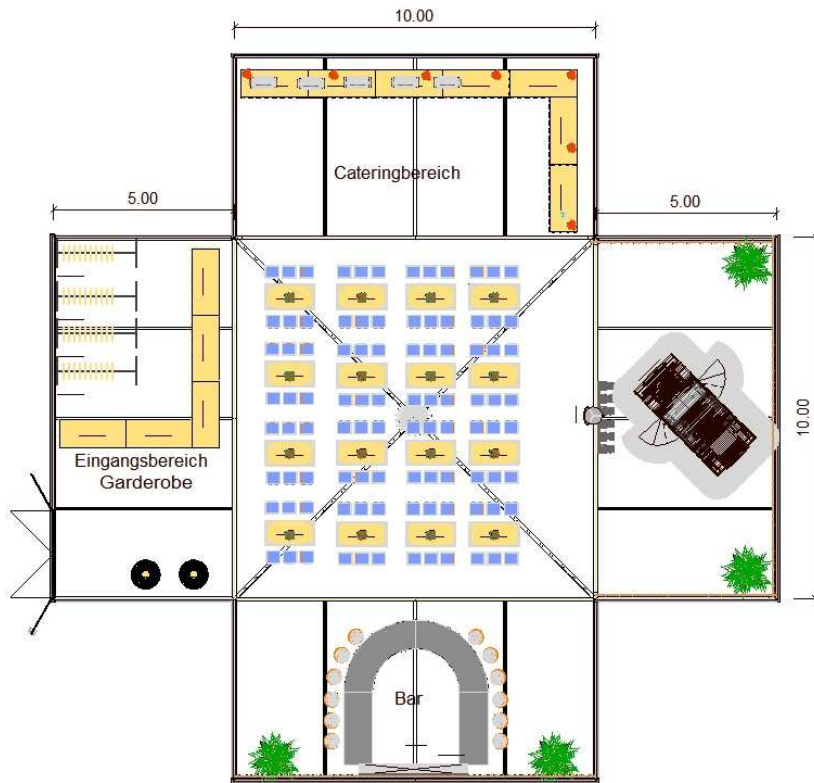 10.00
Cateringbereich
5.00
5.00
10.00
Eingangsbereich
Garderobe
Bar